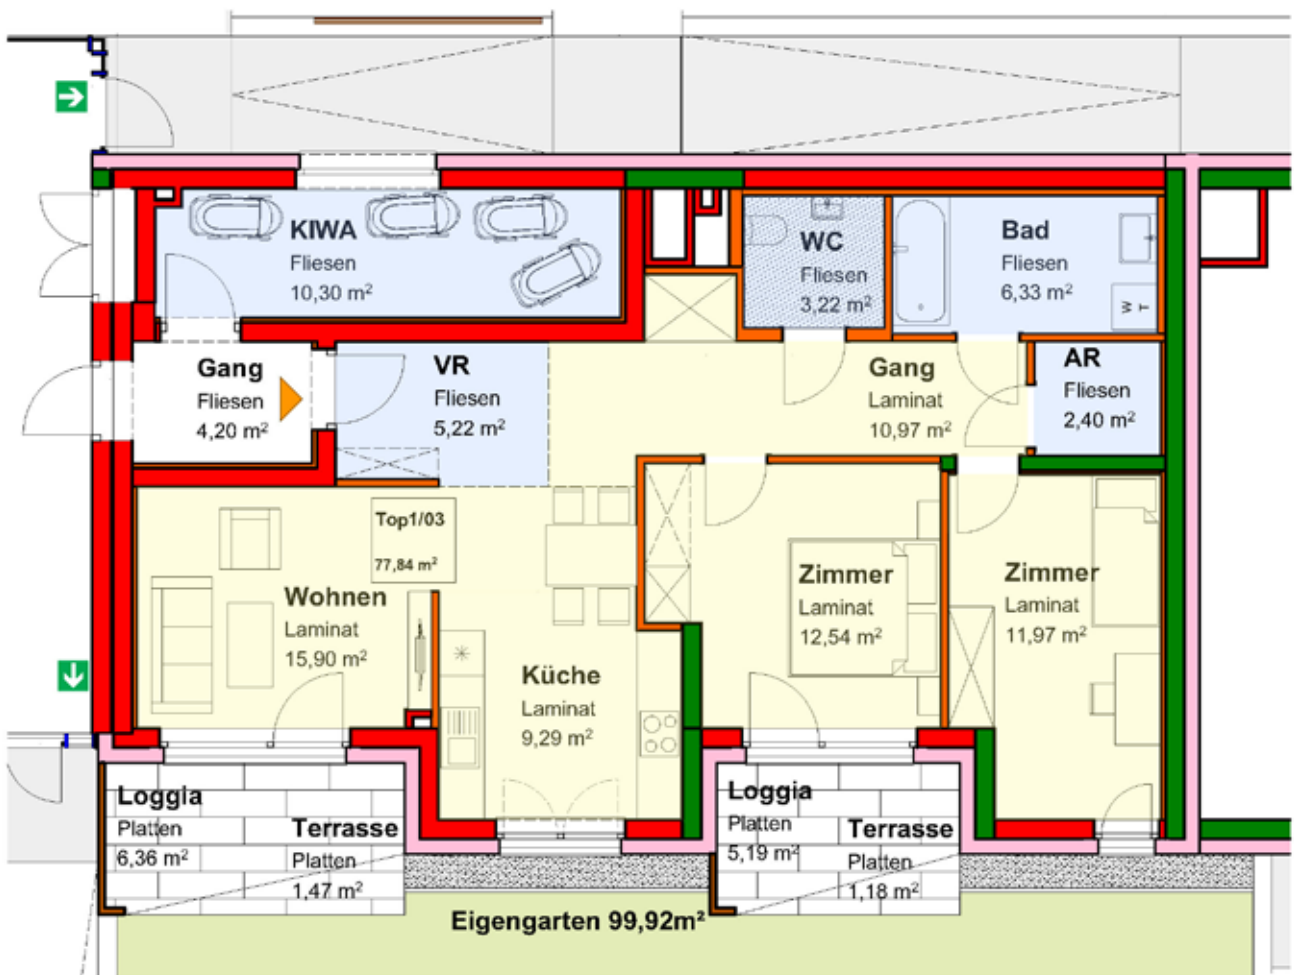 KIWA
Fliesen
10,30 m²
WC
Fliesen
3,22 m²
Bad
Fliesen
6,33 m²
W
T
Gang
Fliesen
4,20 m²
VR
Fliesen
5,22 m²
Gang
Laminat
10,97 m²
AR
Fliesen
2,40 m²
Top1/03
77,84 m²
Wohnen
Laminat
15,90 m²
Küche
Laminat
9,29 m²
Zimmer
Laminat
12,54 m²
Zimmer
Laminat
11,97 m²
Loggia
Platten
6,36 m²
Terrasse
Platten
1,47 m²
Loggia
Platten
5,19 m²
Terrasse
Platten
1,18 m²
Eigengarten 99,92m²